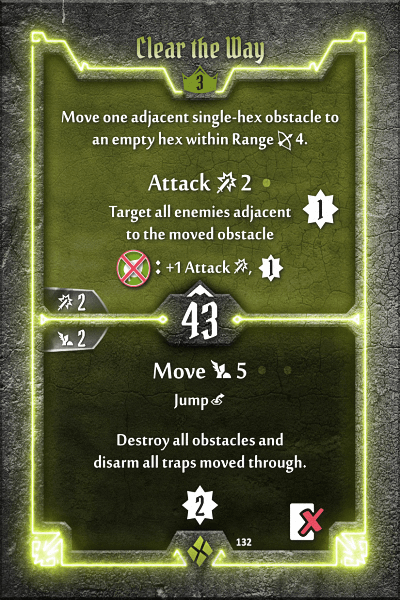 Clear the Way
3
Move one adjacent single-hex obstacle to
an empty hex within Range 4.
Attack 2
Target all enemies adjacent
to the moved obstacle
1
: +1 Attack , 1
2
43
2
Move 5
Jump
Destroy all obstacles and
disarm all traps moved through.
2
132